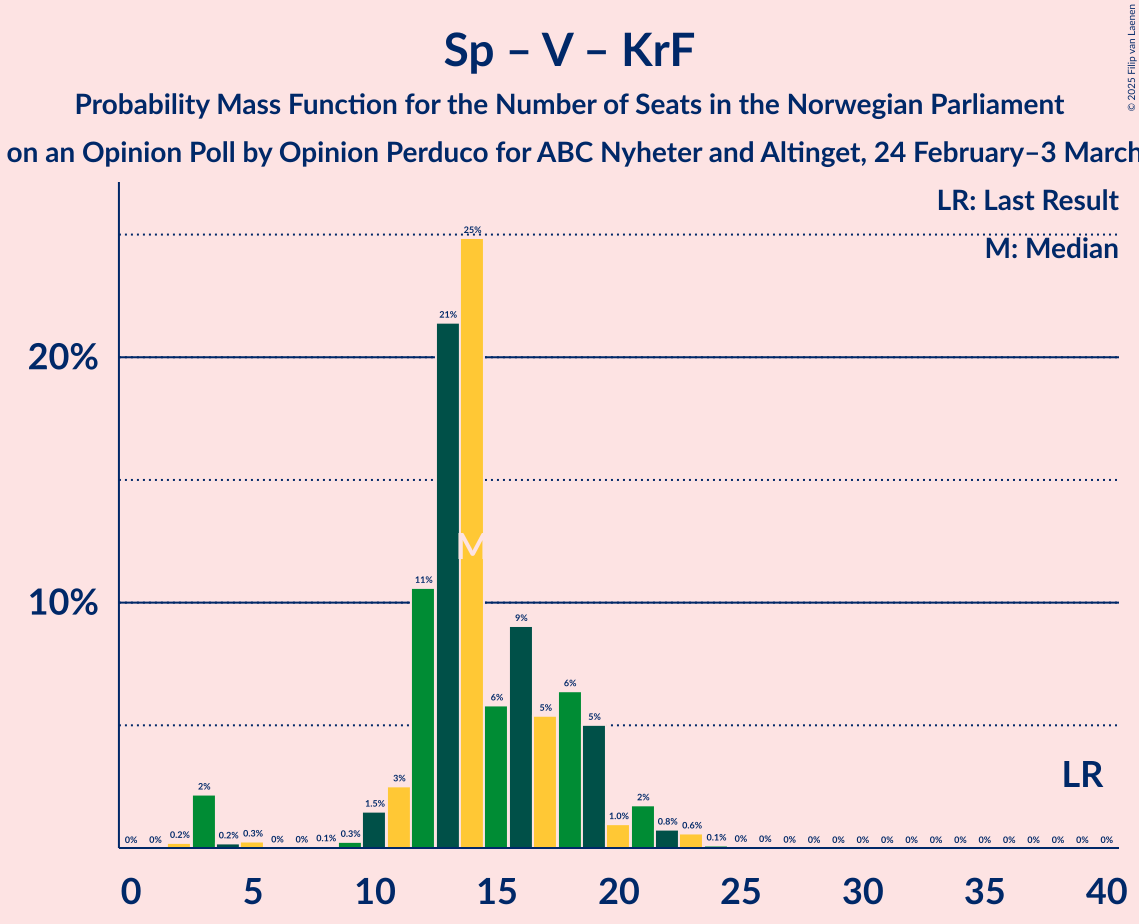 Sp – V – KrF
Probability Mass Function for the Number of Seats in the Norwegian Parliament
on an Opinion Poll by Opinion Perduco for ABC Nyheter and Altinget, 24 February–3 March
© 2025 Filip van Laenen
LR: Last Result
M: Median
20%
10%
0% 0% 0.2% 2% 0.2% 0.3% 0% 0% 0.1% 0.3% 1.5% 3% 11% 21% 25% 6% 9% 5% 6% 5% 1.0% 2% 0.8% 0.6% 0.1% 0% 0% 0% 0% 0% 0% 0% 0% 0% 0% 0% 0% 0% 0% 0% 0%
M
LR
0 5 10 15 20 25 30 35 40